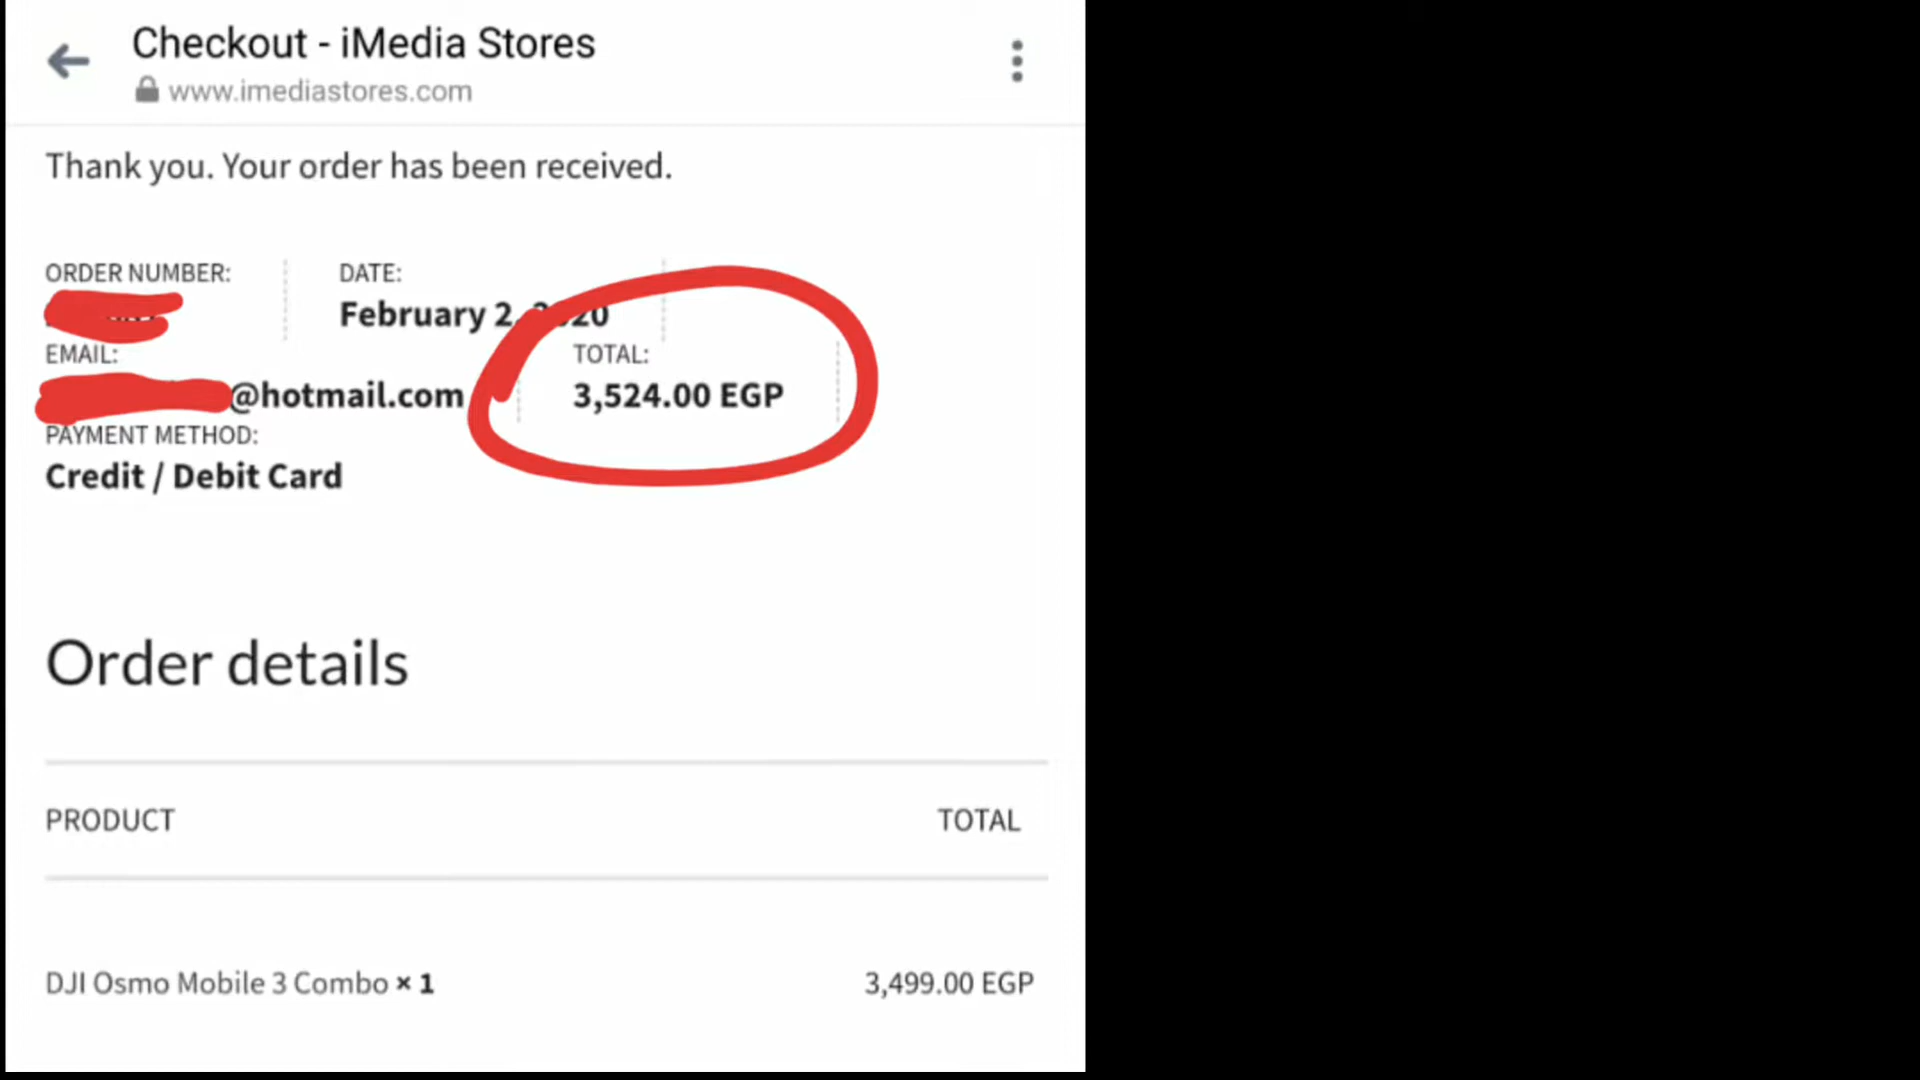 Checkout - iMedia Stores
www.imediastores.com
Thank you. Your order has been received.
ORDER NUMBER:
DATE:
February 2, 2020
EMAIL:
@hotmail.com
TOTAL:
3,524.00 EGP
PAYMENT METHOD:
Credit / Debit Card
Order details
PRODUCT TOTAL
DJI Osmo Mobile 3 Combo × 1 3,499.00 EGP